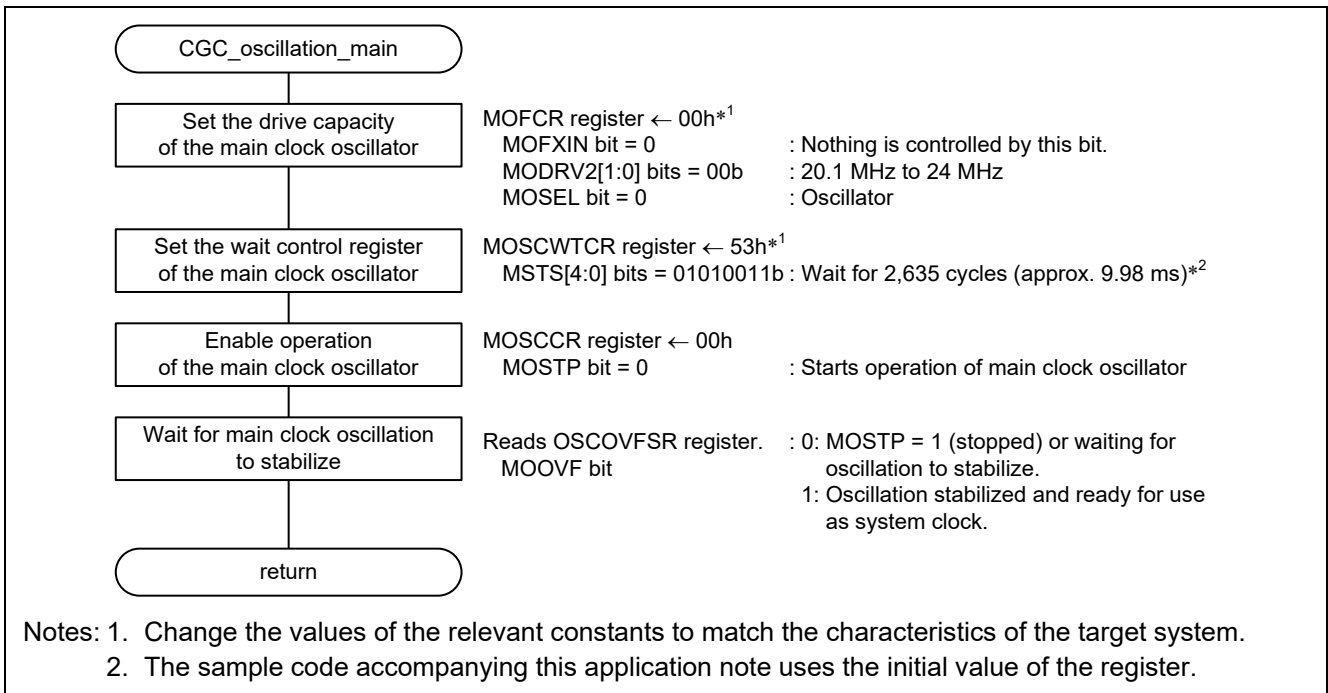 CGC_oscillation_main
Set the drive capacity
of the main clock oscillator
MOFCR register ← 00h*1
MOFXIN bit = 0 : Nothing is controlled by this bit.
MODRV2[1:0] bits = 00b : 20.1 MHz to 24 MHz
MOSEL bit = 0 : Oscillator
Set the wait control register
of the main clock oscillator
MOSCWTCR register ← 53h*1
MSTS[4:0] bits = 01010011b : Wait for 2,635 cycles (approx. 9.98 ms)*2
Enable operation
of the main clock oscillator
MOSCCR register ← 00h
MOSTP bit = 0 : Starts operation of main clock oscillator
Wait for main clock oscillation
to stabilize
Reads OSCOVFSR register. : 0: MOSTP = 1 (stopped) or waiting for
MOOVF bit oscillation to stabilize.
1: Oscillation stabilized and ready for use
as system clock.
return
Notes: 1. Change the values of the relevant constants to match the characteristics of the target system.
2. The sample code accompanying this application note uses the initial value of the register.